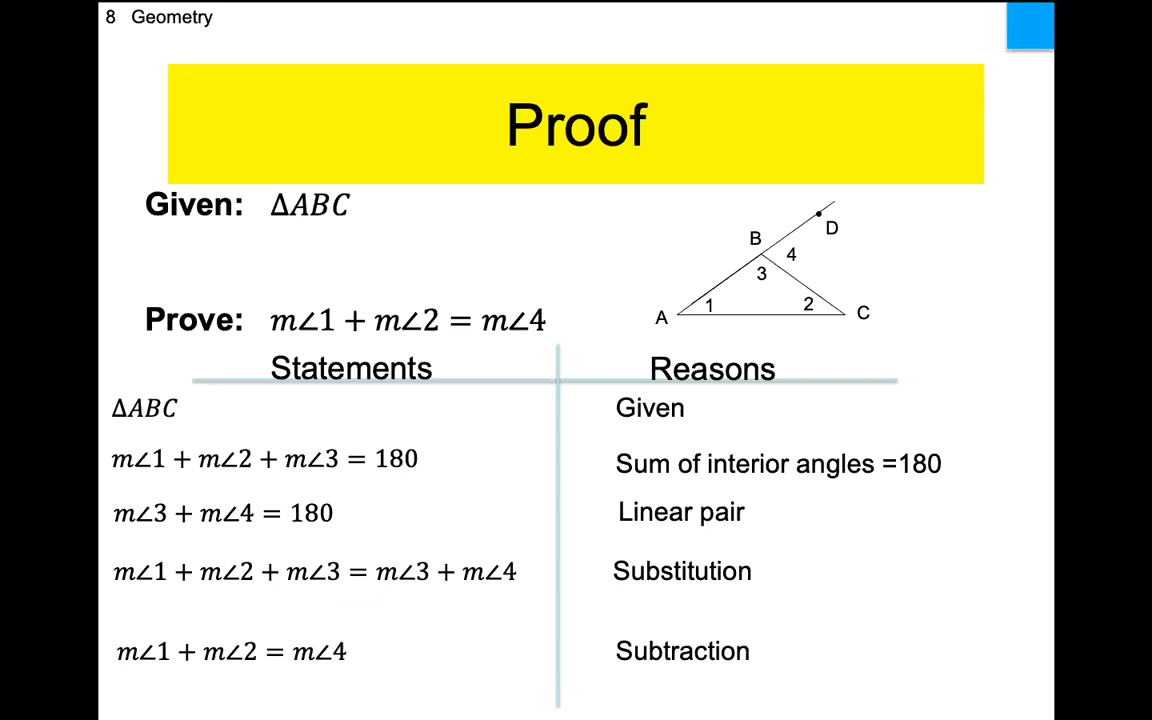 8 Geometry
Proof
Given: ΔABC
B
D
4
3
Prove: m∠1 + m∠2 = m∠4
A
1
2
C
Statements
Reasons
ΔABC
Given
m∠1 + m∠2 + m∠3 = 180
Sum of interior angles =180
m∠3 + m∠4 = 180
Linear pair
m∠1 + m∠2 + m∠3 = m∠3 + m∠4
Substitution
m∠1 + m∠2 = m∠4
Subtraction